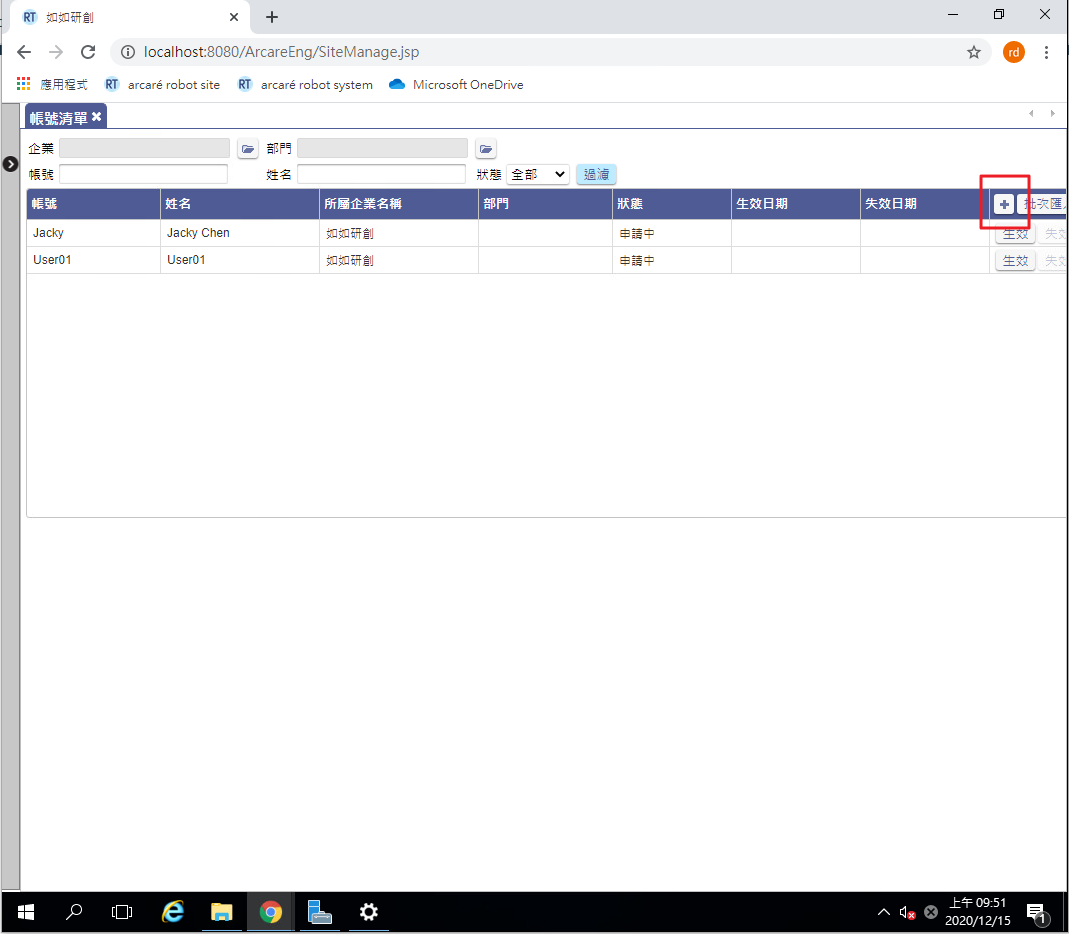 如如研創
localhost:8080/ArcareEng/SiteManage.jsp
rd
應用程式 RT arcaré robot site RT arcaré robot system Microsoft OneDrive
帳號清單
企業 部門
帳號 姓名 狀態 全部 過濾
帳號 姓名 所屬企業名稱 部門 狀態 生效日期 失效日期 批次匯
Jacky Jacky Chen 如如研創 申請中 生效 失效
User01 User01 如如研創 申請中 生效 失效
上午 09:51
2020/12/15
1